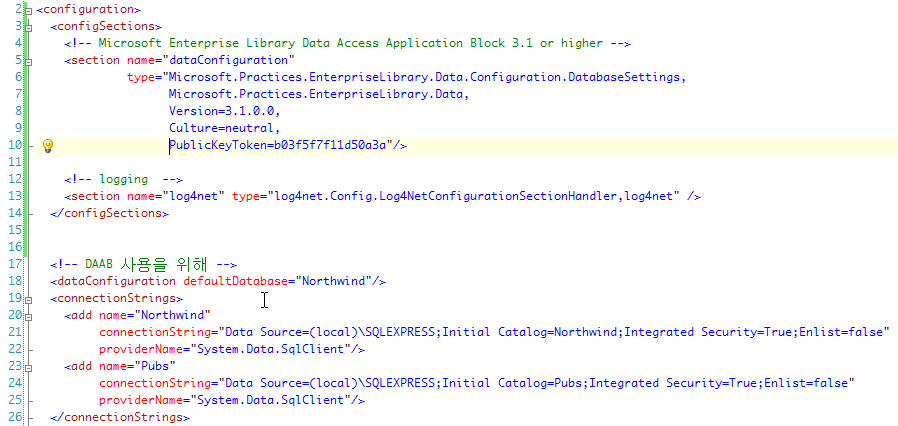 2 <configuration>
3 <configSections>
4 <!-- Microsoft Enterprise Library Data Access Application Block 3.1 or higher -->
5 <section name="dataConfiguration"
6 type="Microsoft.Practices.EnterpriseLibrary.Data.Configuration.DatabaseSettings,
7 Microsoft.Practices.EnterpriseLibrary.Data,
8 Version=3.1.0.0,
9 Culture=neutral,
10 PublicKeyToken=b03f5f7f11d50a3a"/>
11
12 <!-- logging  -->
13 <section name="log4net" type="log4net.Config.Log4NetConfigurationSectionHandler,log4net" />
14 </configSections>
15
16
17 <!-- DAAB 사용을 위해 -->
18 <dataConfiguration defaultDatabase="Northwind"/>
19 <connectionStrings>
20 <add name="Northwind"
21 connectionString="Data Source=(local)\SQLEXPRESS;Initial Catalog=Northwind;Integrated Security=True;Enlist=false"
22 providerName="System.Data.SqlClient"/>
23 <add name="Pubs"
24 connectionString="Data Source=(local)\SQLEXPRESS;Initial Catalog=Pubs;Integrated Security=True;Enlist=false"
25 providerName="System.Data.SqlClient"/>
26 </connectionStrings>